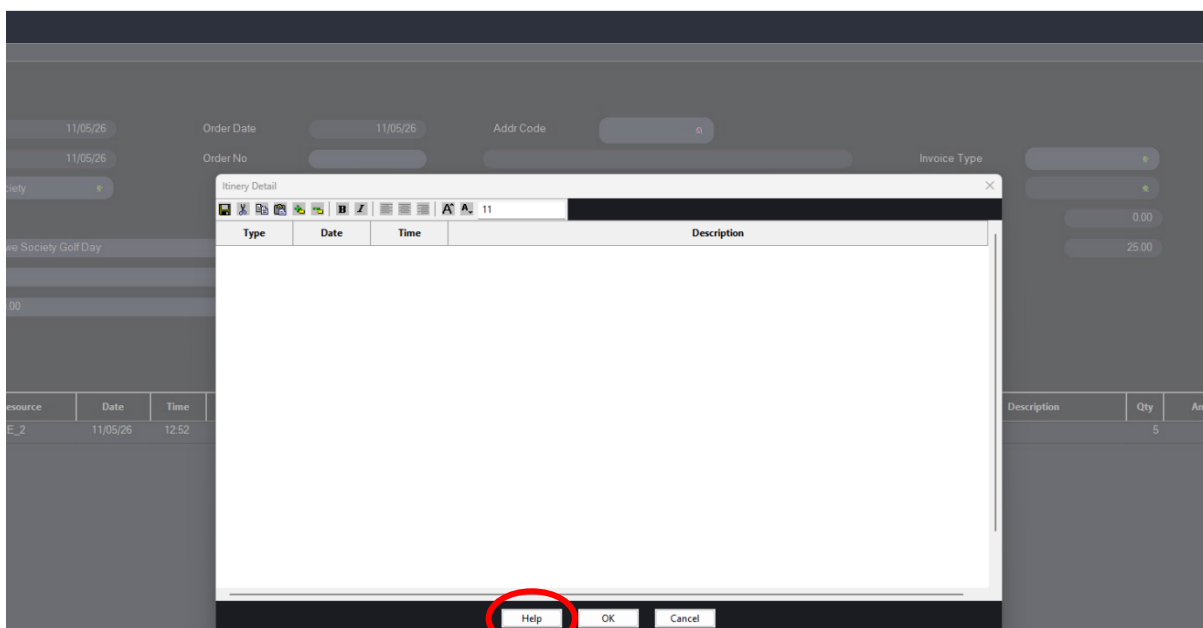 11/05/26 Order Date 11/05/26 Addr Code
11/05/26 Order No Invoice Type
ciety
Itinery Detail
B I A A 11
0.00
Type Date Time Description
we Society Golf Day 25.00
00
esource Date Time Description Qty Am
E_2 11/05/26 12:52 5
Help OK Cancel